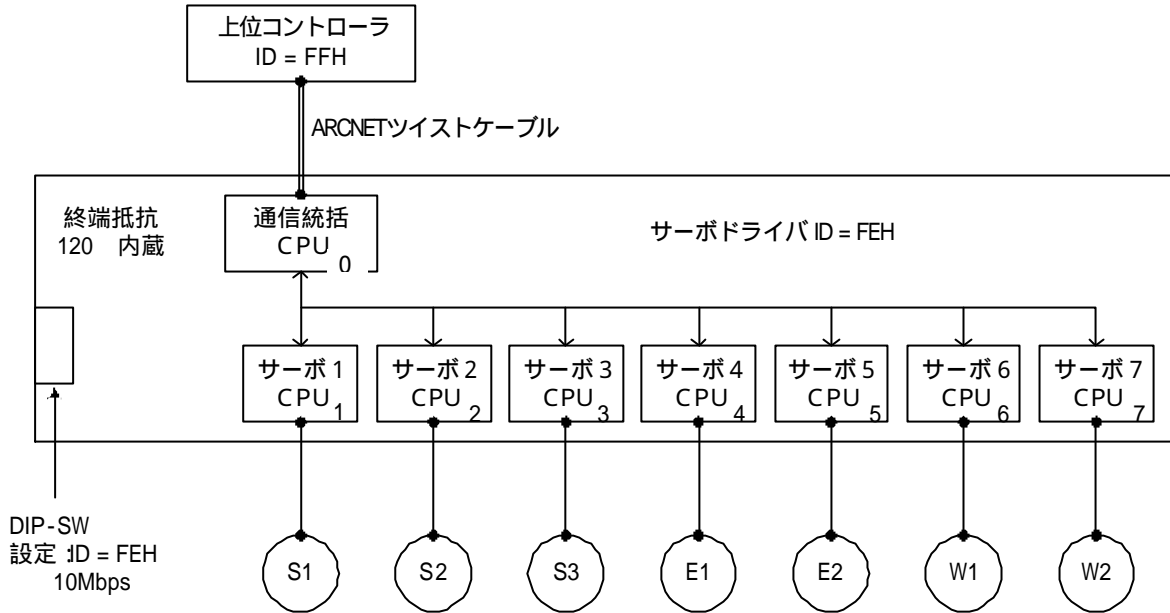 上位コントローラ
ID = FFH
ARCNETツイストケーブル
終端抵抗
120 内蔵
通信統括
CPU 0
サーボドライバ ID = FEH
サーボ1
CPU 1
サーボ2
CPU 2
サーボ3
CPU 3
サーボ4
CPU 4
サーボ5
CPU 5
サーボ6
CPU 6
サーボ7
CPU 7
DIP-SW
設定:ID = FEH
10Mbps
S1
S2
S3
E1
E2
W1
W2